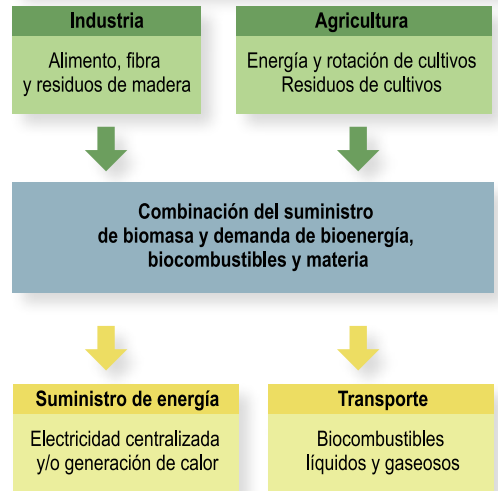 Industria
Alimento, fibra
y residuos de madera
Agricultura
Energía y rotación de cultivos
Residuos de cultivos
Combinación del suministro
de biomasa y demanda de bioenergía,
biocombustibles y materia
Suministro de energía
Electricidad centralizada
y/o generación de calor
Transporte
Biocombustibles
líquidos y gaseosos